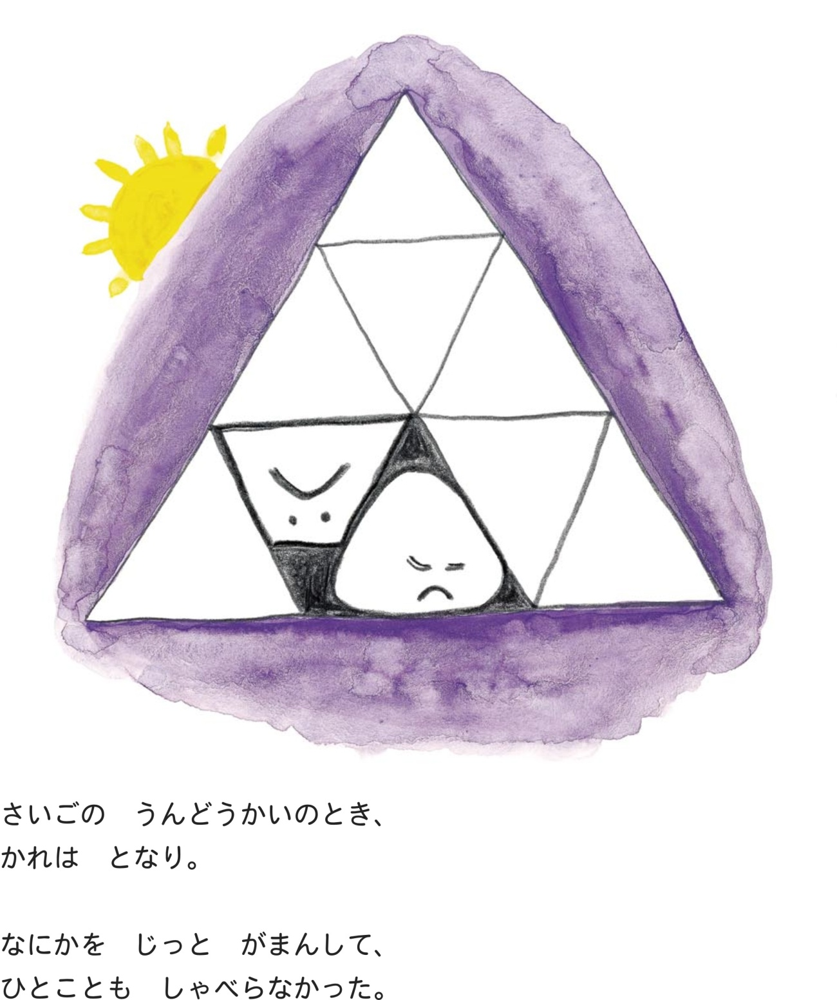 さいごの　うんどうかいのとき、
かれは　となり。
なにかを　じっと　がまんして、
ひとことも　しゃべらなかった。